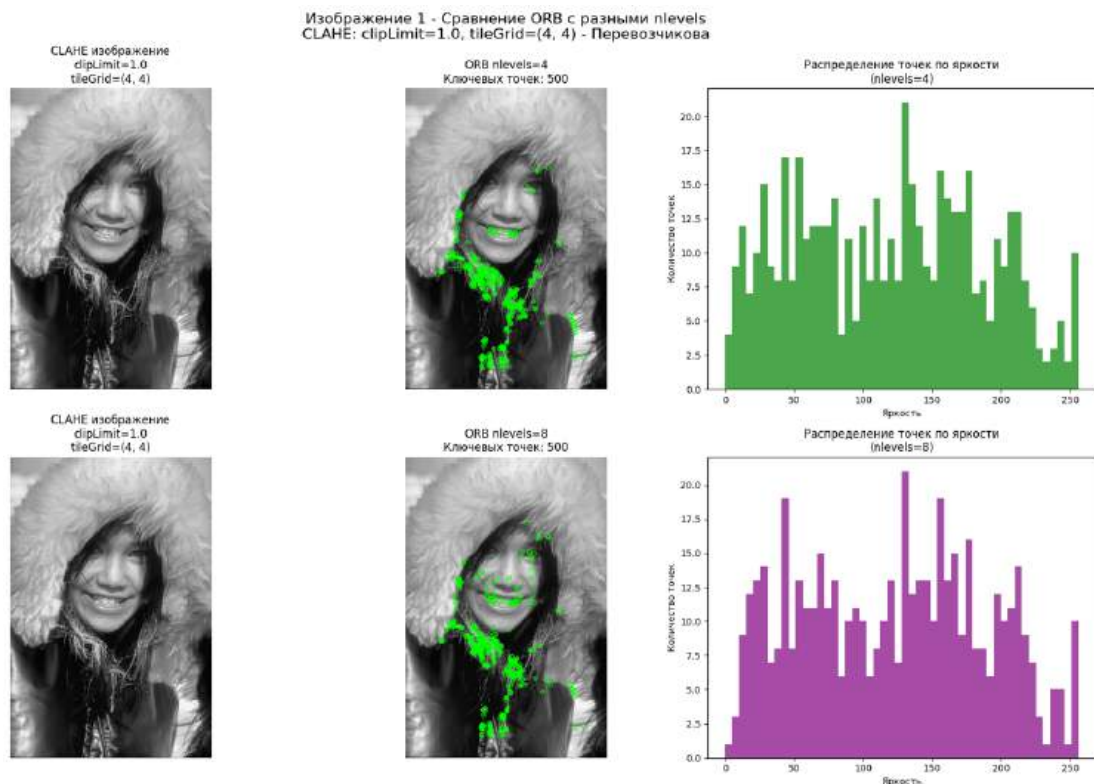 Изображение 1 - Сравнение ORB с разными nlevels
CLAHE: clipLimit=1.0, tileGrid=(4, 4) - Перевозчикова
CLAHE изображение
clipLimit=1.0
tileGrid=(4, 4)
ORB nlevels=4
Ключевых точек: 500
Распределение точек по яркости
(nlevels=4)
Количество точек
20.0
17.5
15.0
12.5
10.0
7.5
5.0
2.5
0.0
0 50 100 150 200 250
Яркость
CLAHE изображение
clipLimit=1.0
tileGrid=(4, 4)
ORB nlevels=8
Ключевых точек: 500
Распределение точек по яркости
(nlevels=8)
Количество точек
20.0
17.5
15.0
12.5
10.0
7.5
5.0
2.5
0.0
0 50 100 150 200 250
Яркость